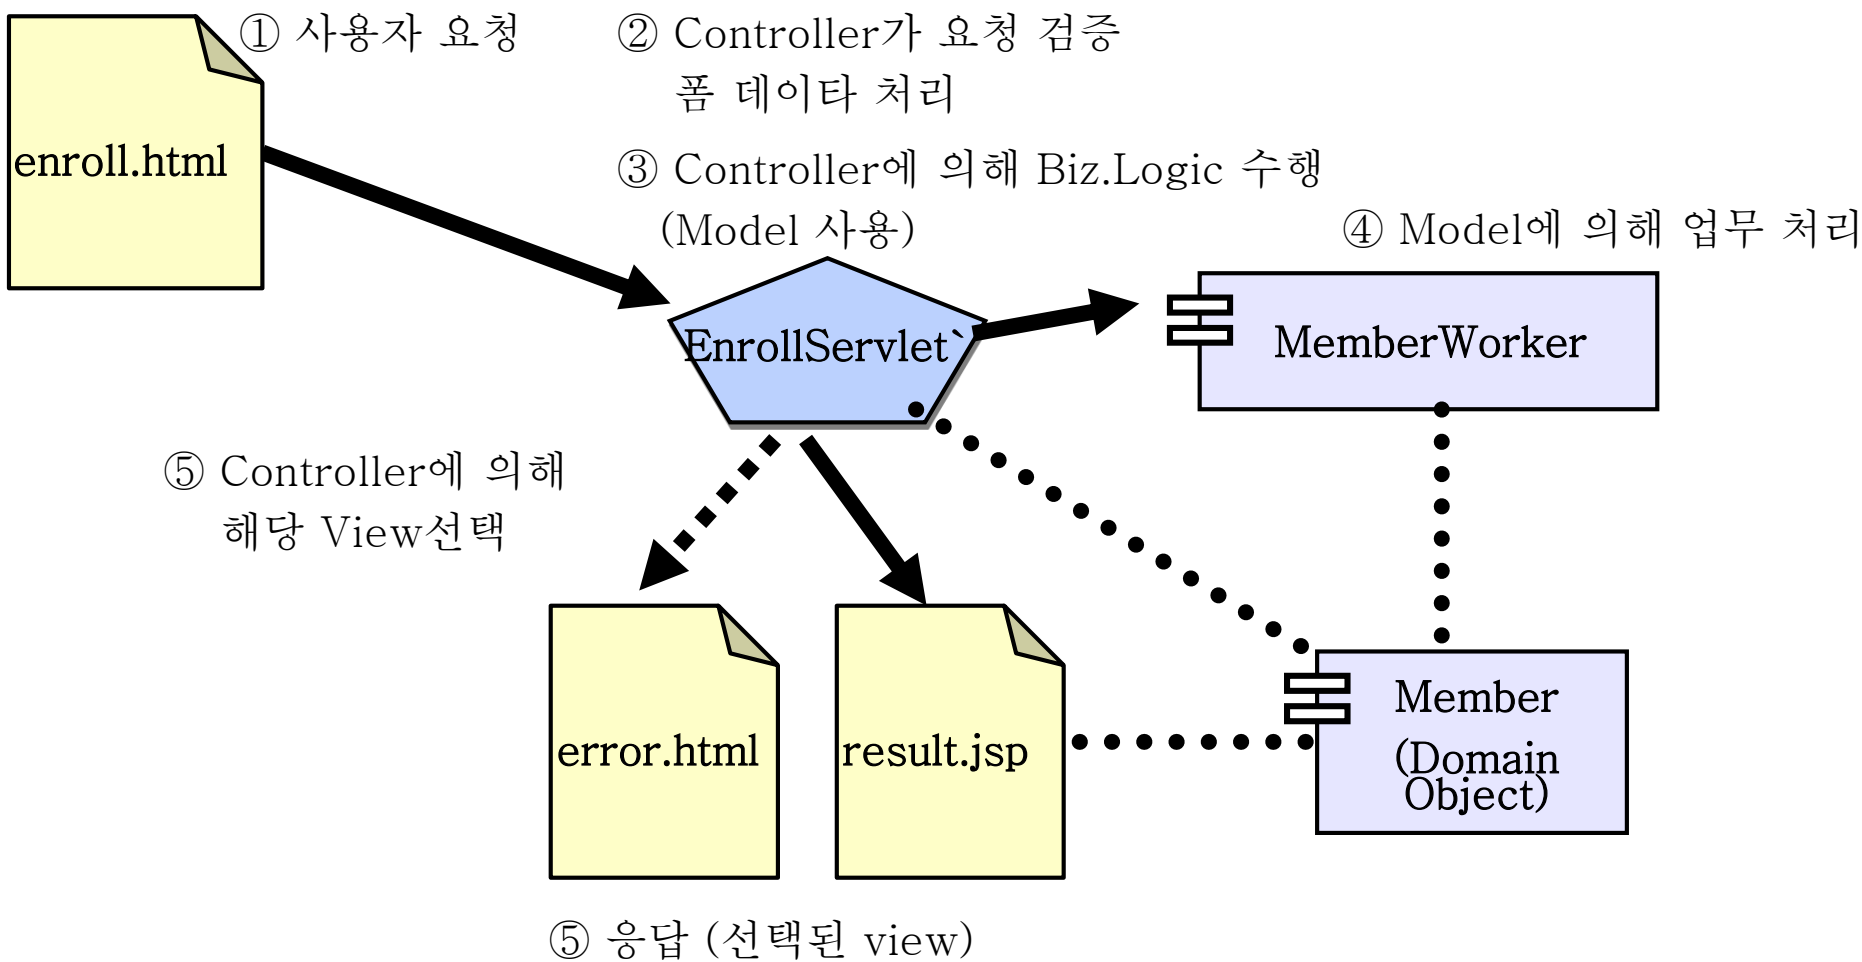 ① 사용자 요청
② Controller가 요청 검증
폼 데이타 처리
enroll.html
③ Controller에 의해 Biz.Logic 수행
(Model 사용)
④ Model에 의해 업무 처리
EnrollServlet`
MemberWorker
⑤ Controller에 의해
해당 View선택
error.html
result.jsp
Member
(Domain
Object)
⑤ 응답 (선택된 view)